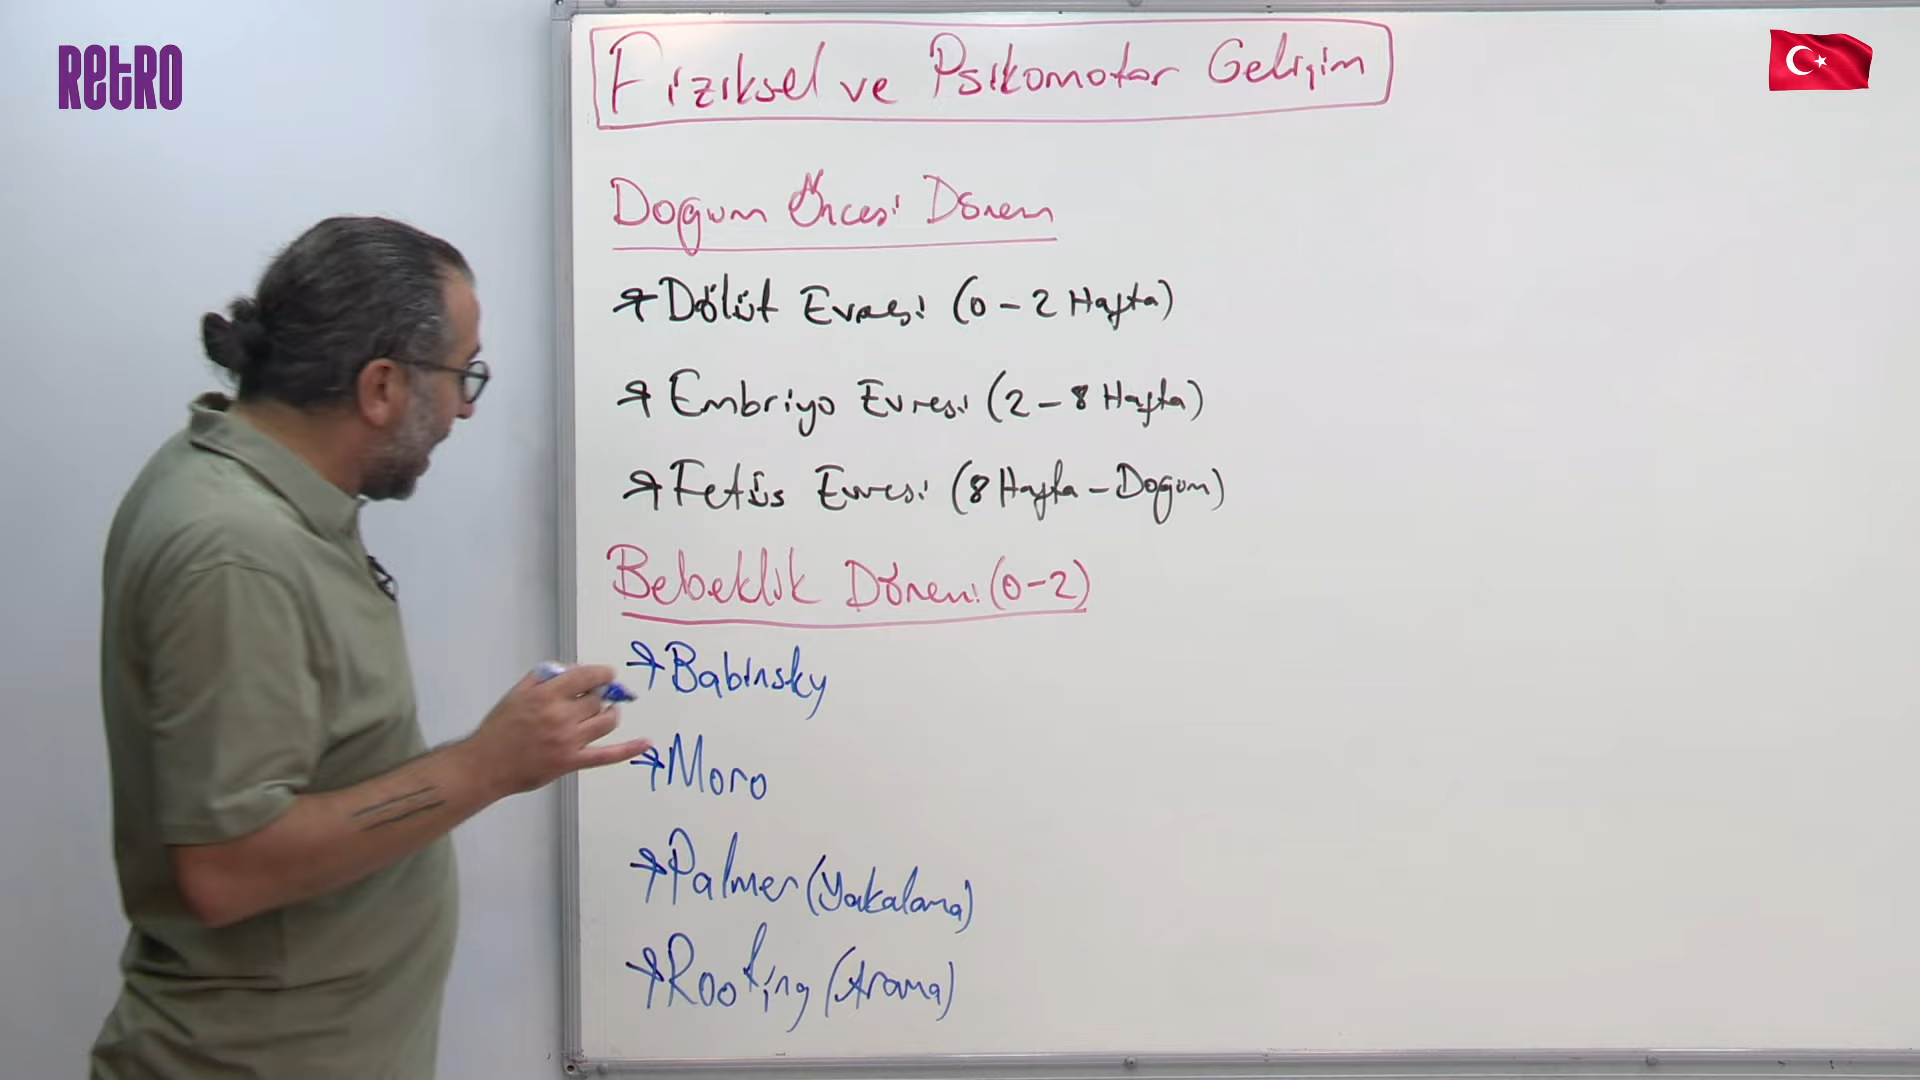 RETRO
Fiziksel ve Psikomotor Gelişim
Doğum Öncesi Dönem
Dölüt Evresi (0-2 Hafta)
Embriyo Evresi (2-8 Hafta)
Fetüs Evresi (8 Hafta-Doğum)
Bebeklik Dönemi (0-2)
Babinsky
Moro
Palmer (Yakalama)
Rooting (Arama)